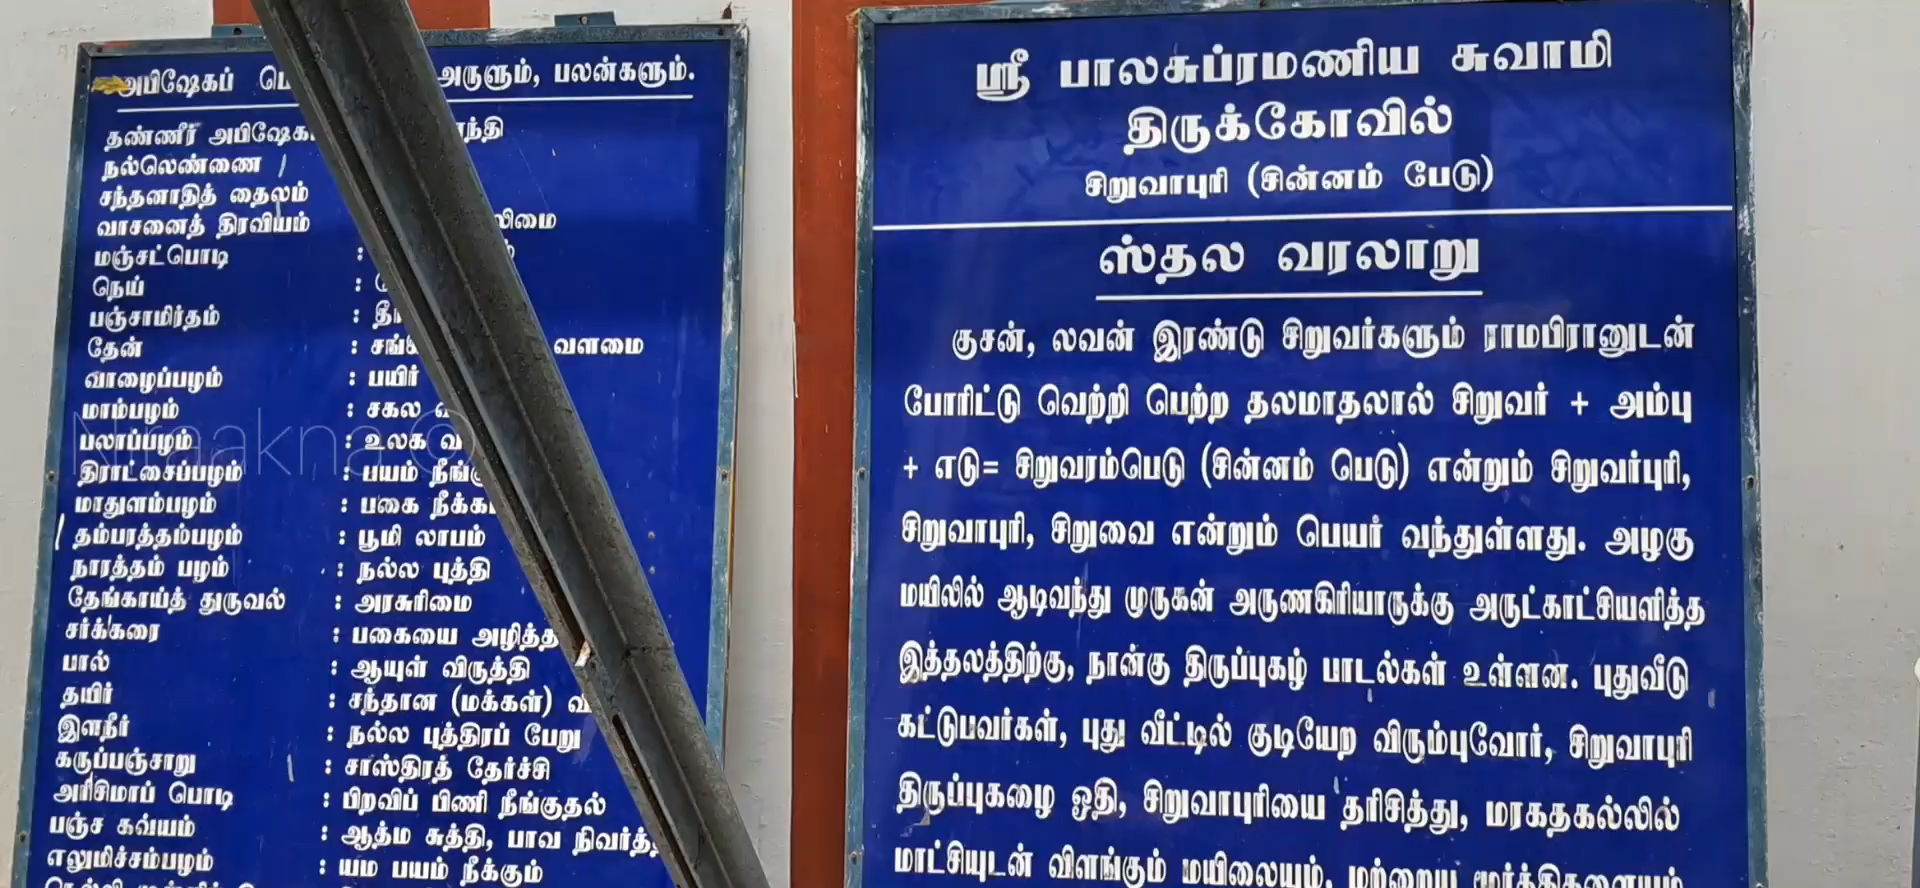 அபிஷேகப் அருளும், பலன்களும்.
தண்ணீர்
நல்லெண்ணை
சந்தனாதித் தைலம்
வாசனைத் திரவியம்
மஞ்சட்பொடி :
நெய் :
பஞ்சாமிர்தம் :
தேன் : வளமை
வாழைப்பழம் : பயிர்
மாம்பழம் : சகல
பலாப்பழம் : உலக
திராட்சைப்பழம் : பயம்
மாதுளம்பழம் : பகை
தம்பரத்தம்பழம் : பூமி லாபம்
நாரத்தம் பழம் : நல்ல புத்தி
தேங்காய்த் துருவல் : அரசுரிமை
சர்க்கரை : பகையை
பால் : ஆயுள் விருத்தி
தயிர் : சந்தான (மக்கள்)
இளநீர் : நல்ல புத்திரப் பேறு
கருப்பஞ்சாறு : சாஸ்திரத் தேர்ச்சி
அரிசிமாப் பொடி : பிறவிப் பிணி நீங்குதல்
பஞ்ச கவ்யம் : ஆத்ம சுத்தி, பாவ
எலுமிச்சம்பழம் : யம பயம் நீக்கும்
ஸ்ரீ பாலசுப்ரமணிய சுவாமி
திருக்கோவில்
சிறுவாபுரி (சின்னம் பேடு)
ஸ்தல வரலாறு
குசன், லவன் இரண்டு சிறுவர்களும் ராமபிரானுடன்
போரிட்டு வெற்றி பெற்ற தலமாதலால் சிறுவர் + அம்பு
+ எடு= சிறுவரம்பெடு (சின்னம் பெடு) என்றும் சிறுவர்புரி,
சிறுவாபுரி, சிறுவை என்றும் பெயர் வந்துள்ளது. அழகு
மயிலில் ஆடிவந்து முருகன் அருணகிரியாருக்கு அருட்காட்சியளித்த
இத்தலத்திற்கு, நான்கு திருப்புகழ் பாடல்கள் உள்ளன. புதுவீடு
கட்டுபவர்கள், புது வீட்டில் குடியேற விரும்புவோர், சிறுவாபுரி
திருப்புகழை ஓதி, சிறுவாபுரியை தரிசித்து, மரகதகல்லில்
மாட்சியுடன் விளங்கும் மயிலையும், மற்றைய மூர்த்திகளையும்
Niraakna ©